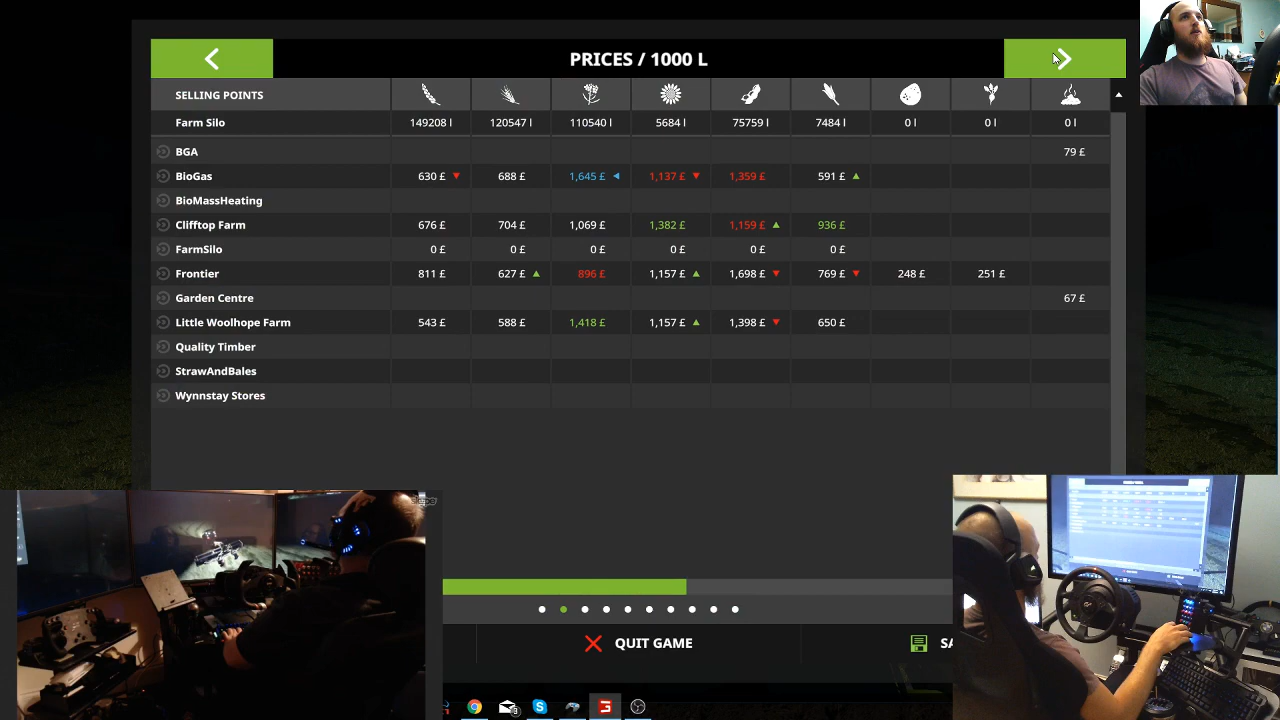 PRICES / 1000 L
SELLING POINTS
Farm Silo 149208 l 120547 l 110540 l 5684 l 75759 l 7484 l 0 l 0 l 0 l
BGA 79 £
BioGas 630 £ 688 £ 1,645 £ 1,137 £ 1,359 £ 591 £
BioMassHeating
Clifftop Farm 676 £ 704 £ 1,069 £ 1,382 £ 1,159 £ 936 £
FarmSilo 0 £ 0 £ 0 £ 0 £ 0 £ 0 £
Frontier 811 £ 627 £ 896 £ 1,157 £ 1,698 £ 769 £ 248 £ 251 £
Garden Centre 67 £
Little Woolhope Farm 543 £ 588 £ 1,418 £ 1,157 £ 1,398 £ 650 £
Quality Timber
StrawAndBales
Wynnstay Stores
QUIT GAME SA